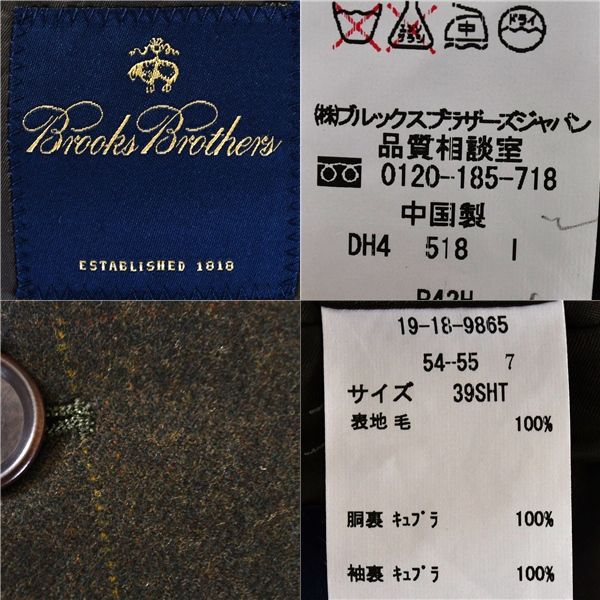 Brooks Brothers
ESTABLISHED 1818
ドライ
㈱ブルックスブラザーズジャパン
品質相談室
0120-185-718
中国製
DH4 518 I
19-18-9865
54-55 7
サイズ 39SHT
表地 毛 100%
胴裏 キュプラ 100%
袖裏 キュプラ 100%